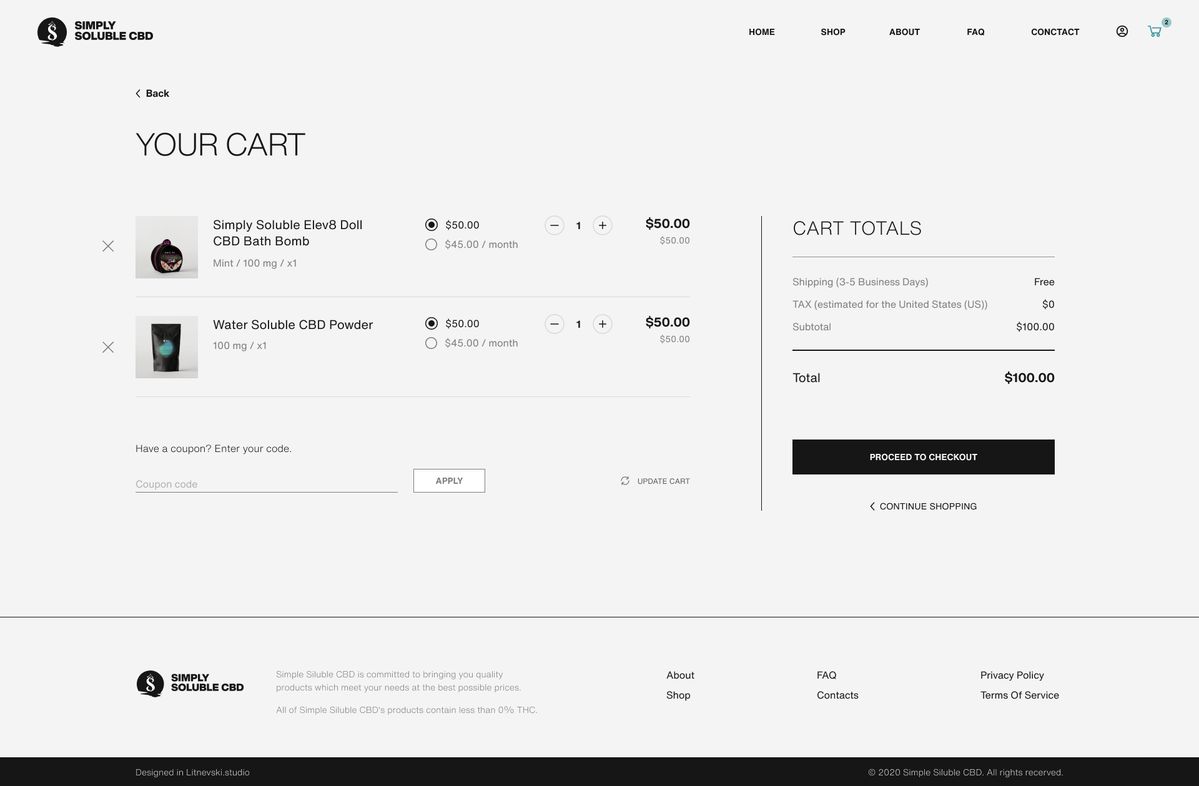 SIMPLY
SOLUBLE CBD
HOME SHOP ABOUT FAQ CONCTACT 2
Back
YOUR CART
Simply Soluble Elev8 Doll
CBD Bath Bomb
Mint / 100 mg / x1
$50.00
$45.00 / month
1
$50.00
$50.00
Water Soluble CBD Powder
100 mg / x1
$50.00
$45.00 / month
1
$50.00
$50.00
Have a coupon? Enter your code.
Coupon code
APPLY
UPDATE CART
CART TOTALS
Shipping (3-5 Business Days) Free
TAX (estimated for the United States (US)) $0
Subtotal $100.00
Total $100.00
PROCEED TO CHECKOUT
CONTINUE SHOPPING
SIMPLY
SOLUBLE CBD
Simple Siluble CBD is committed to bringing you quality
products which meet your needs at the best possible prices.
All of Simple Siluble CBD's products contain less than 0% THC.
About
Shop
FAQ
Contacts
Privacy Policy
Terms Of Service
Designed in Litnevski.studio
© 2020 Simple Siluble CBD. All rights recerved.